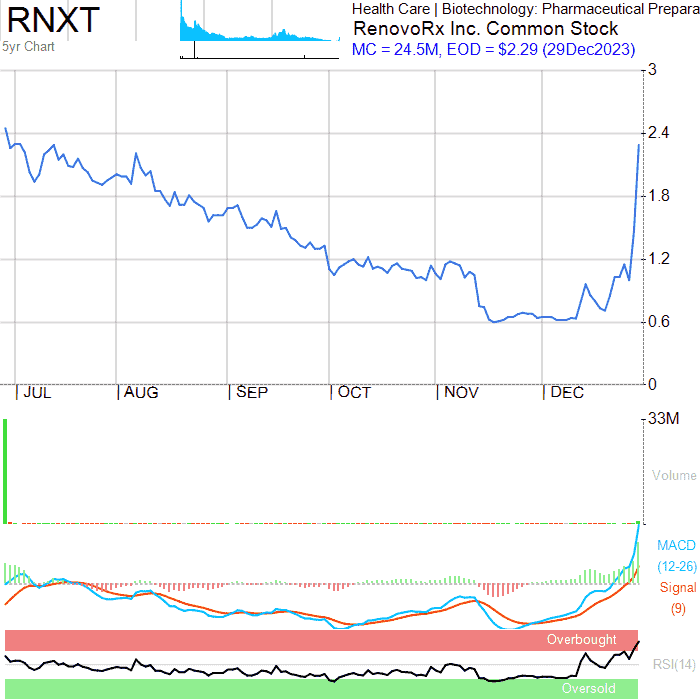 RNXT
5yr Chart
Health Care | Biotechnology: Pharmaceutical Prepara
RenovoRx Inc. Common Stock
MC = 24.5M, EOD = $2.29 (29Dec2023)
3
2.4
1.8
1.2
0.6
0
JUL AUG SEP OCT NOV DEC
33M
Volume
MACD
(12-26)
Signal
(9)
Overbought
RSI(14)
Oversold